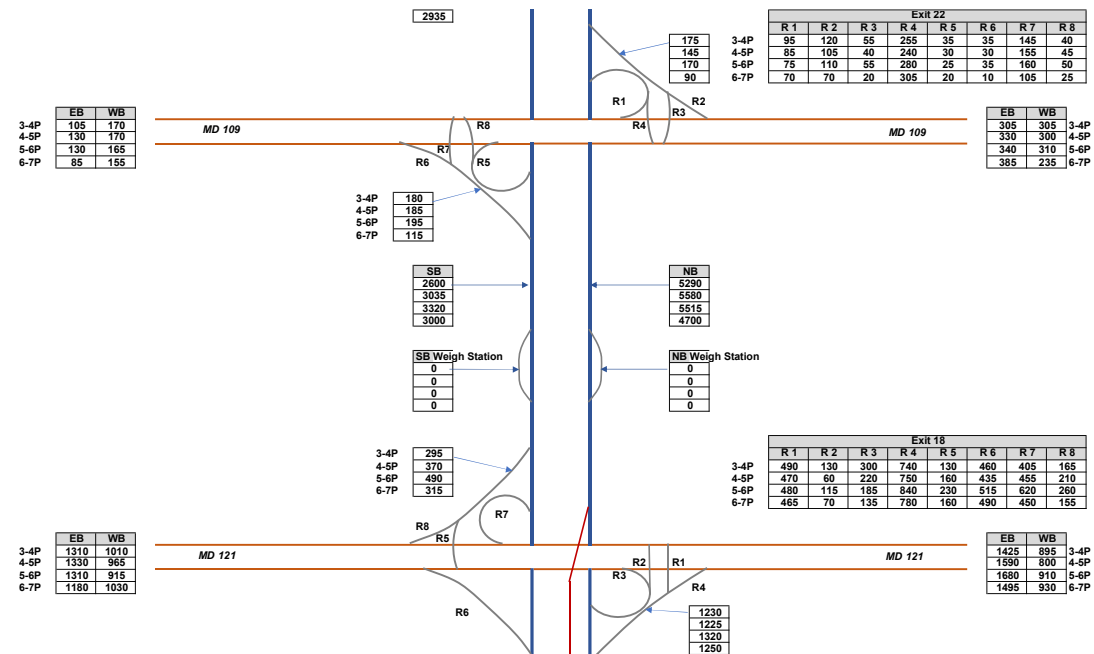 2935
Exit 22
R 1 R 2 R 3 R 4 R 5 R 6 R 7 R 8
3-4P 95 120 55 255 35 35 145 40
4-5P 85 105 40 240 30 30 155 45
5-6P 75 110 55 280 25 35 160 50
6-7P 70 70 20 305 20 10 105 25
175
145
170
90
R1
R2
R3
R4
EB WB
3-4P 105 170
4-5P 130 170
5-6P 130 165
6-7P 85 155
MD 109
R8
R7
R6
R5
MD 109
EB WB
305 305 3-4P
330 300 4-5P
340 310 5-6P
385 235 6-7P
3-4P 180
4-5P 185
5-6P 195
6-7P 115
SB
2600
3035
3320
3000
NB
5290
5580
5515
4700
SB Weigh Station
0
0
0
0
NB Weigh Station
0
0
0
0
3-4P 295
4-5P 370
5-6P 490
6-7P 315
Exit 18
R 1 R 2 R 3 R 4 R 5 R 6 R 7 R 8
3-4P 490 130 300 740 130 460 405 165
4-5P 470 60 220 750 160 435 455 210
5-6P 480 115 185 840 230 515 620 260
6-7P 465 70 135 780 160 490 450 155
R7
R8
R5
EB WB
3-4P 1310 1010
4-5P 1330 965
5-6P 1310 915
6-7P 1180 1030
MD 121
MD 121
EB WB
1425 895 3-4P
1590 800 4-5P
1680 910 5-6P
1495 930 6-7P
R2
R1
R3
R4
R6
1230
1225
1320
1250